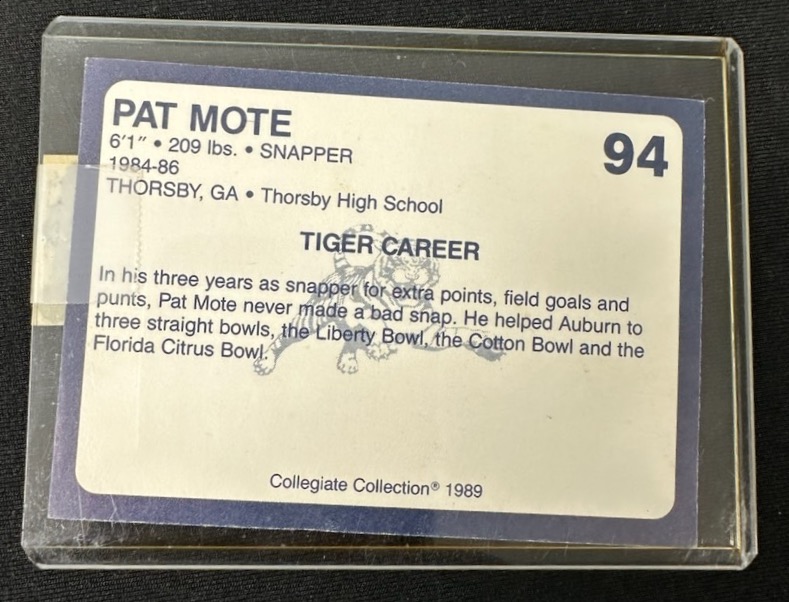 PAT MOTE
94
6'1" • 209 lbs. • SNAPPER
1984-86
THORSBY, GA • Thorsby High School
TIGER CAREER
In his three years as snapper for extra points, field goals and
punts, Pat Mote never made a bad snap. He helped Auburn to
three straight bowls, the Liberty Bowl, the Cotton Bowl and the
Florida Citrus Bowl.
Collegiate Collection® 1989